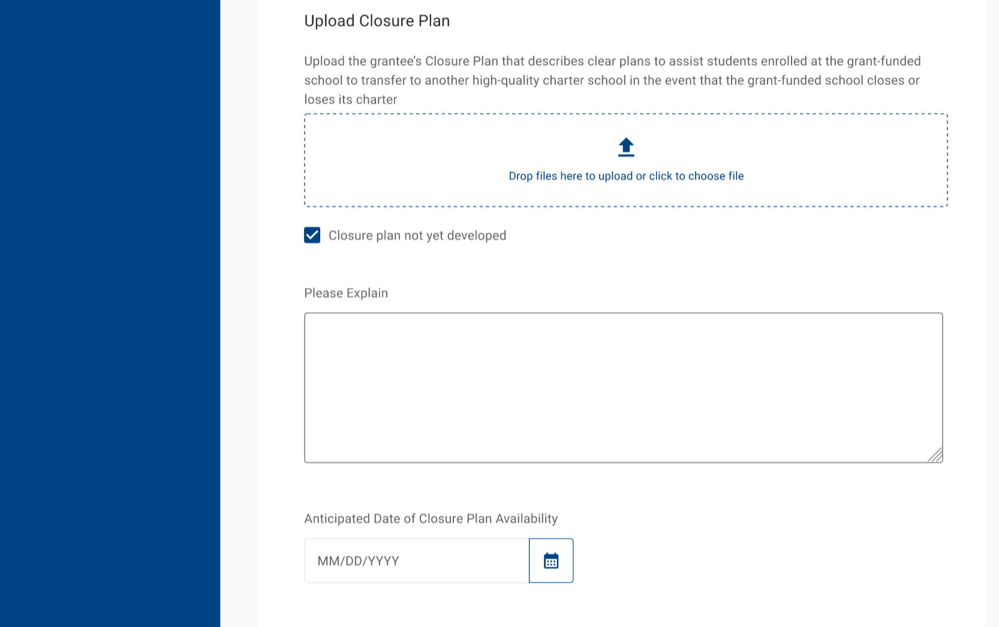 Upload Closure Plan
Upload the grantee’s Closure Plan that describes clear plans to assist students enrolled at the grant-funded
school to transfer to another high-quality charter school in the event that the grant-funded school closes or
loses its charter
Drop files here to upload or click to choose file
Closure plan not yet developed
Please Explain
Anticipated Date of Closure Plan Availability
MM/DD/YYYY